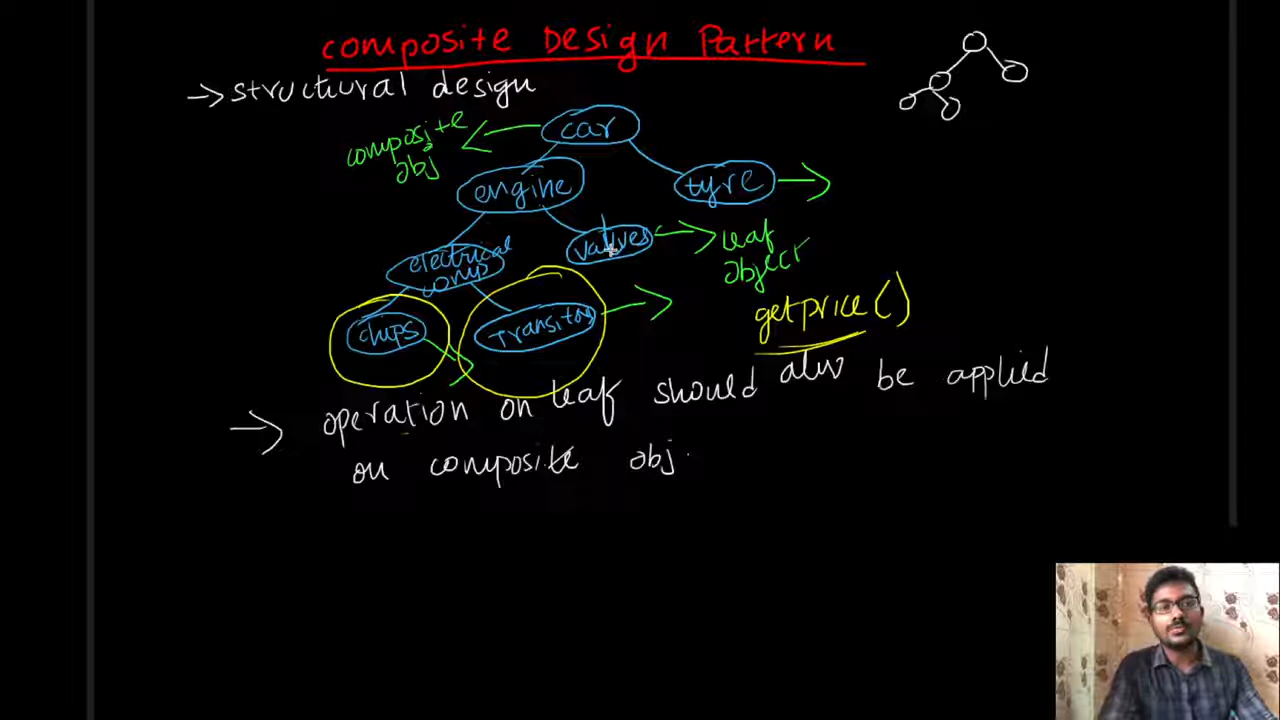 composite Design Pattern
→ structural design
composite
obj
car
engine
tyre
electrical
comp
valves
leaf
object
chips
Transitors
getprice()
→ operation on leaf should also be applied
on composite obj.